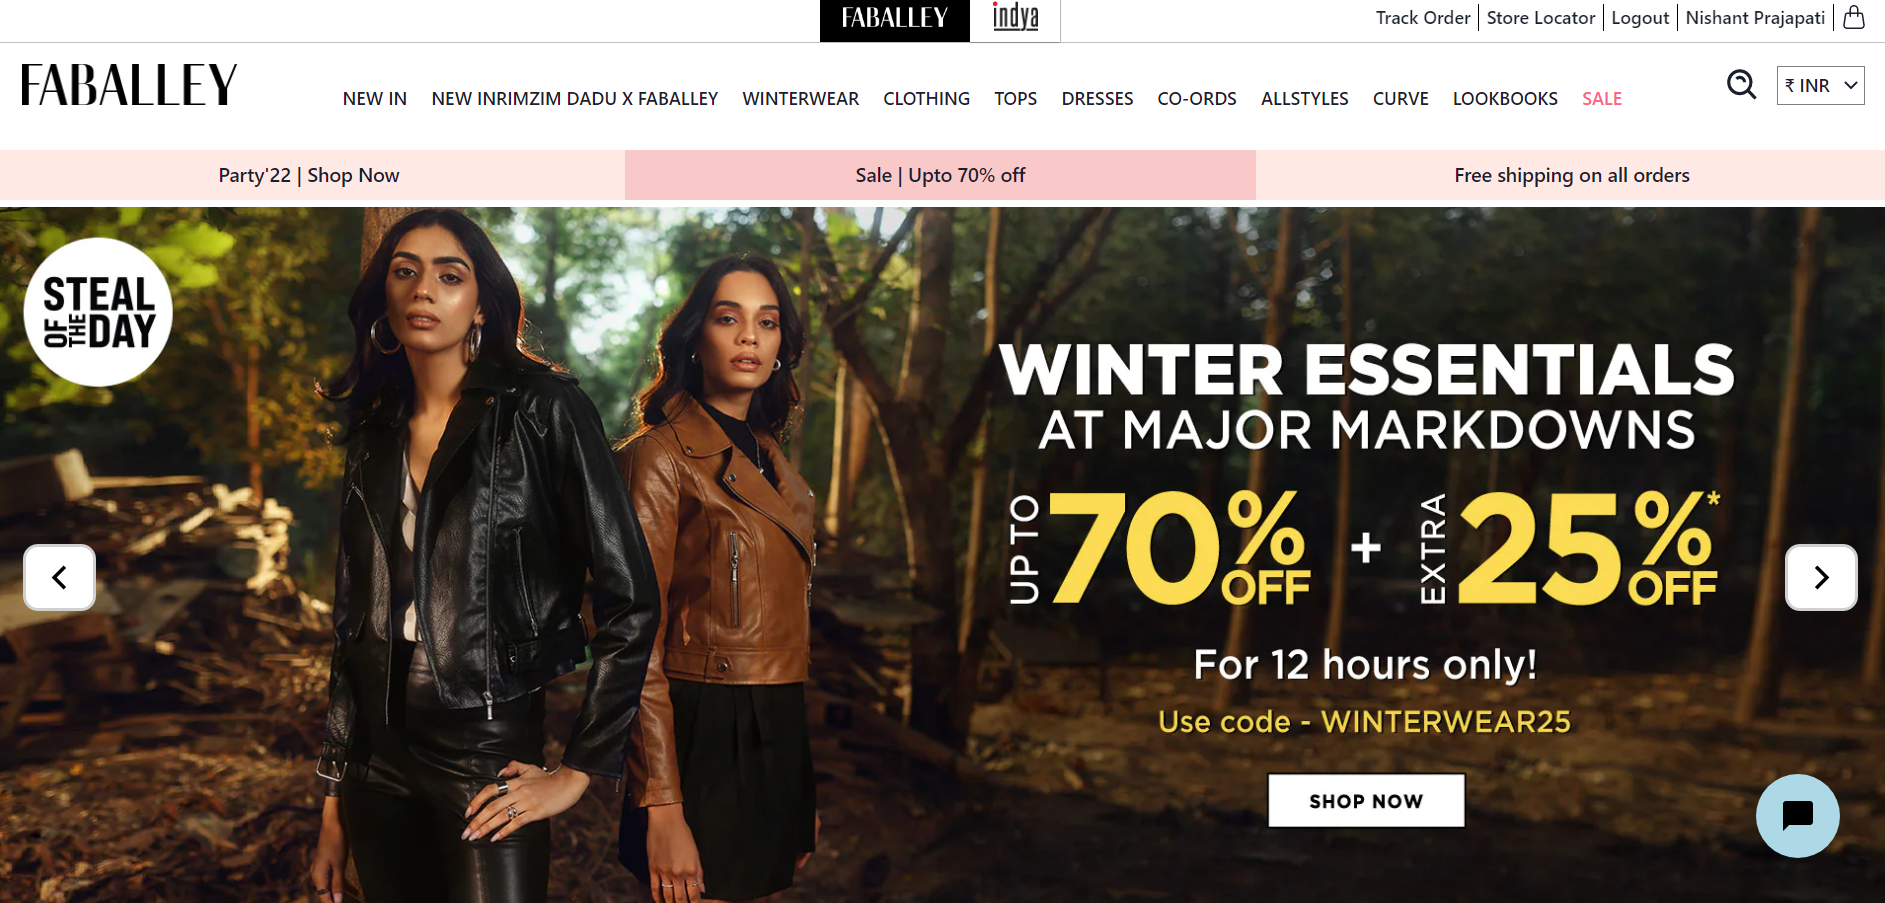 FABALLEY
indya
Track Order
Store Locator
Logout
Nishant Prajapati
FABALLEY
NEW IN
NEW INRIMZIM DADU X FABALLEY
WINTERWEAR
CLOTHING
TOPS
DRESSES
CO-ORDS
ALLSTYLES
CURVE
LOOKBOOKS
SALE
₹ INR
Party'22 | Shop Now
Sale | Upto 70% off
Free shipping on all orders
STEAL
OF THE DAY
WINTER ESSENTIALS
AT MAJOR MARKDOWNS
UP TO 70% OFF + EXTRA 25%* OFF
For 12 hours only!
Use code - WINTERWEAR25
SHOP NOW